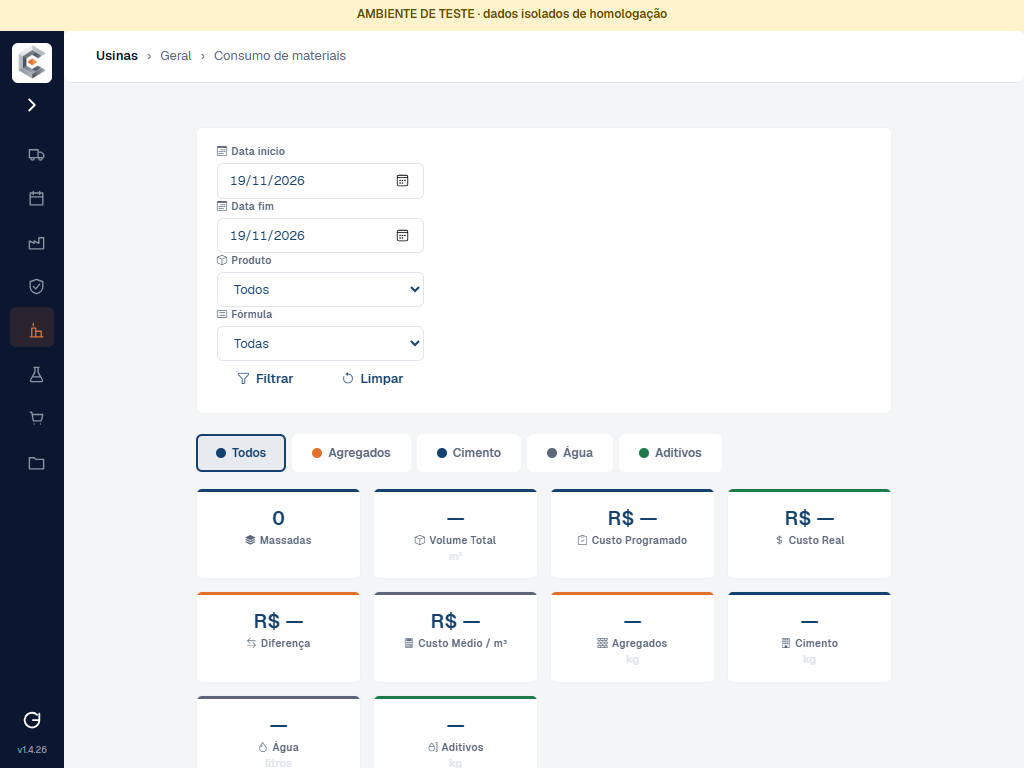 AMBIENTE DE TESTE · dados isolados de homologação
Usinas › Geral › Consumo de materiais
Data início
19/11/2026
Data fim
19/11/2026
Produto
Todos
Fórmula
Todas
Filtrar Limpar
Todos Agregados Cimento Água Aditivos
0 — R$ — R$ —
Massadas Volume Total Custo Programado $ Custo Real
m³
R$ — R$ — — —
Diferença Custo Médio / m³ Agregados Cimento
kg kg
— —
Água Aditivos
litros kg
v1.4.26